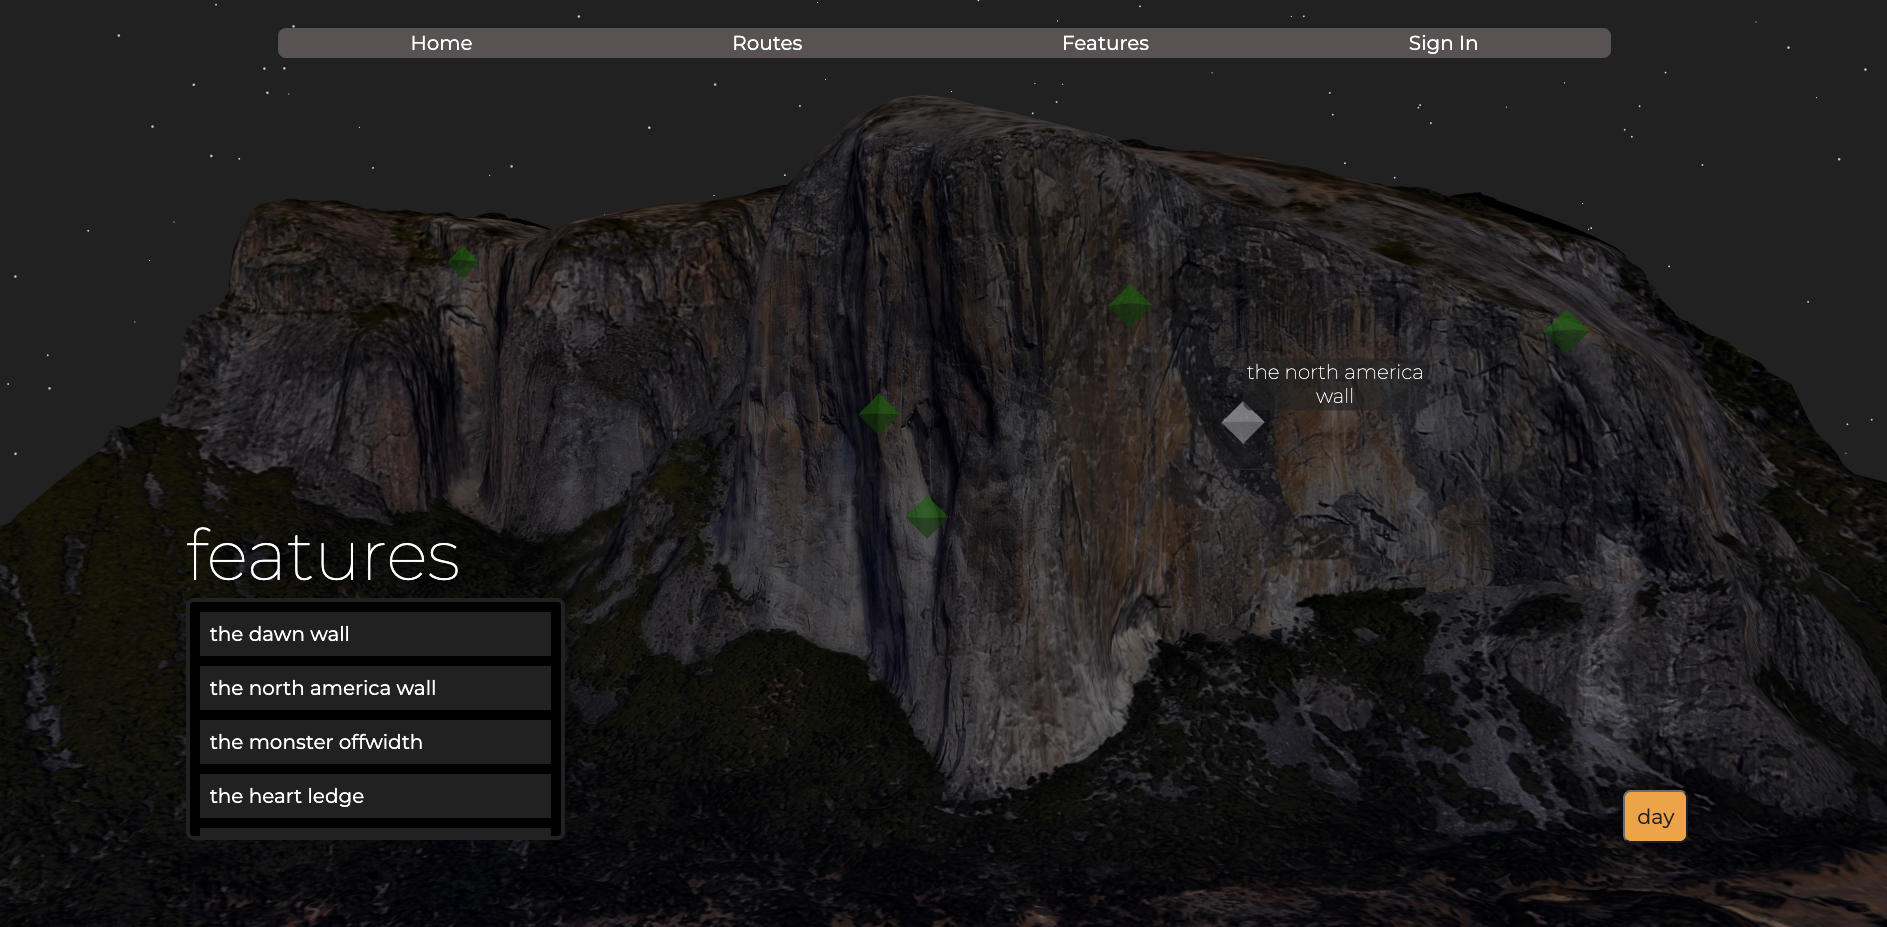 Home Routes Features Sign In
the north america
wall
features
the dawn wall
the north america wall
the monster offwidth
the heart ledge
day